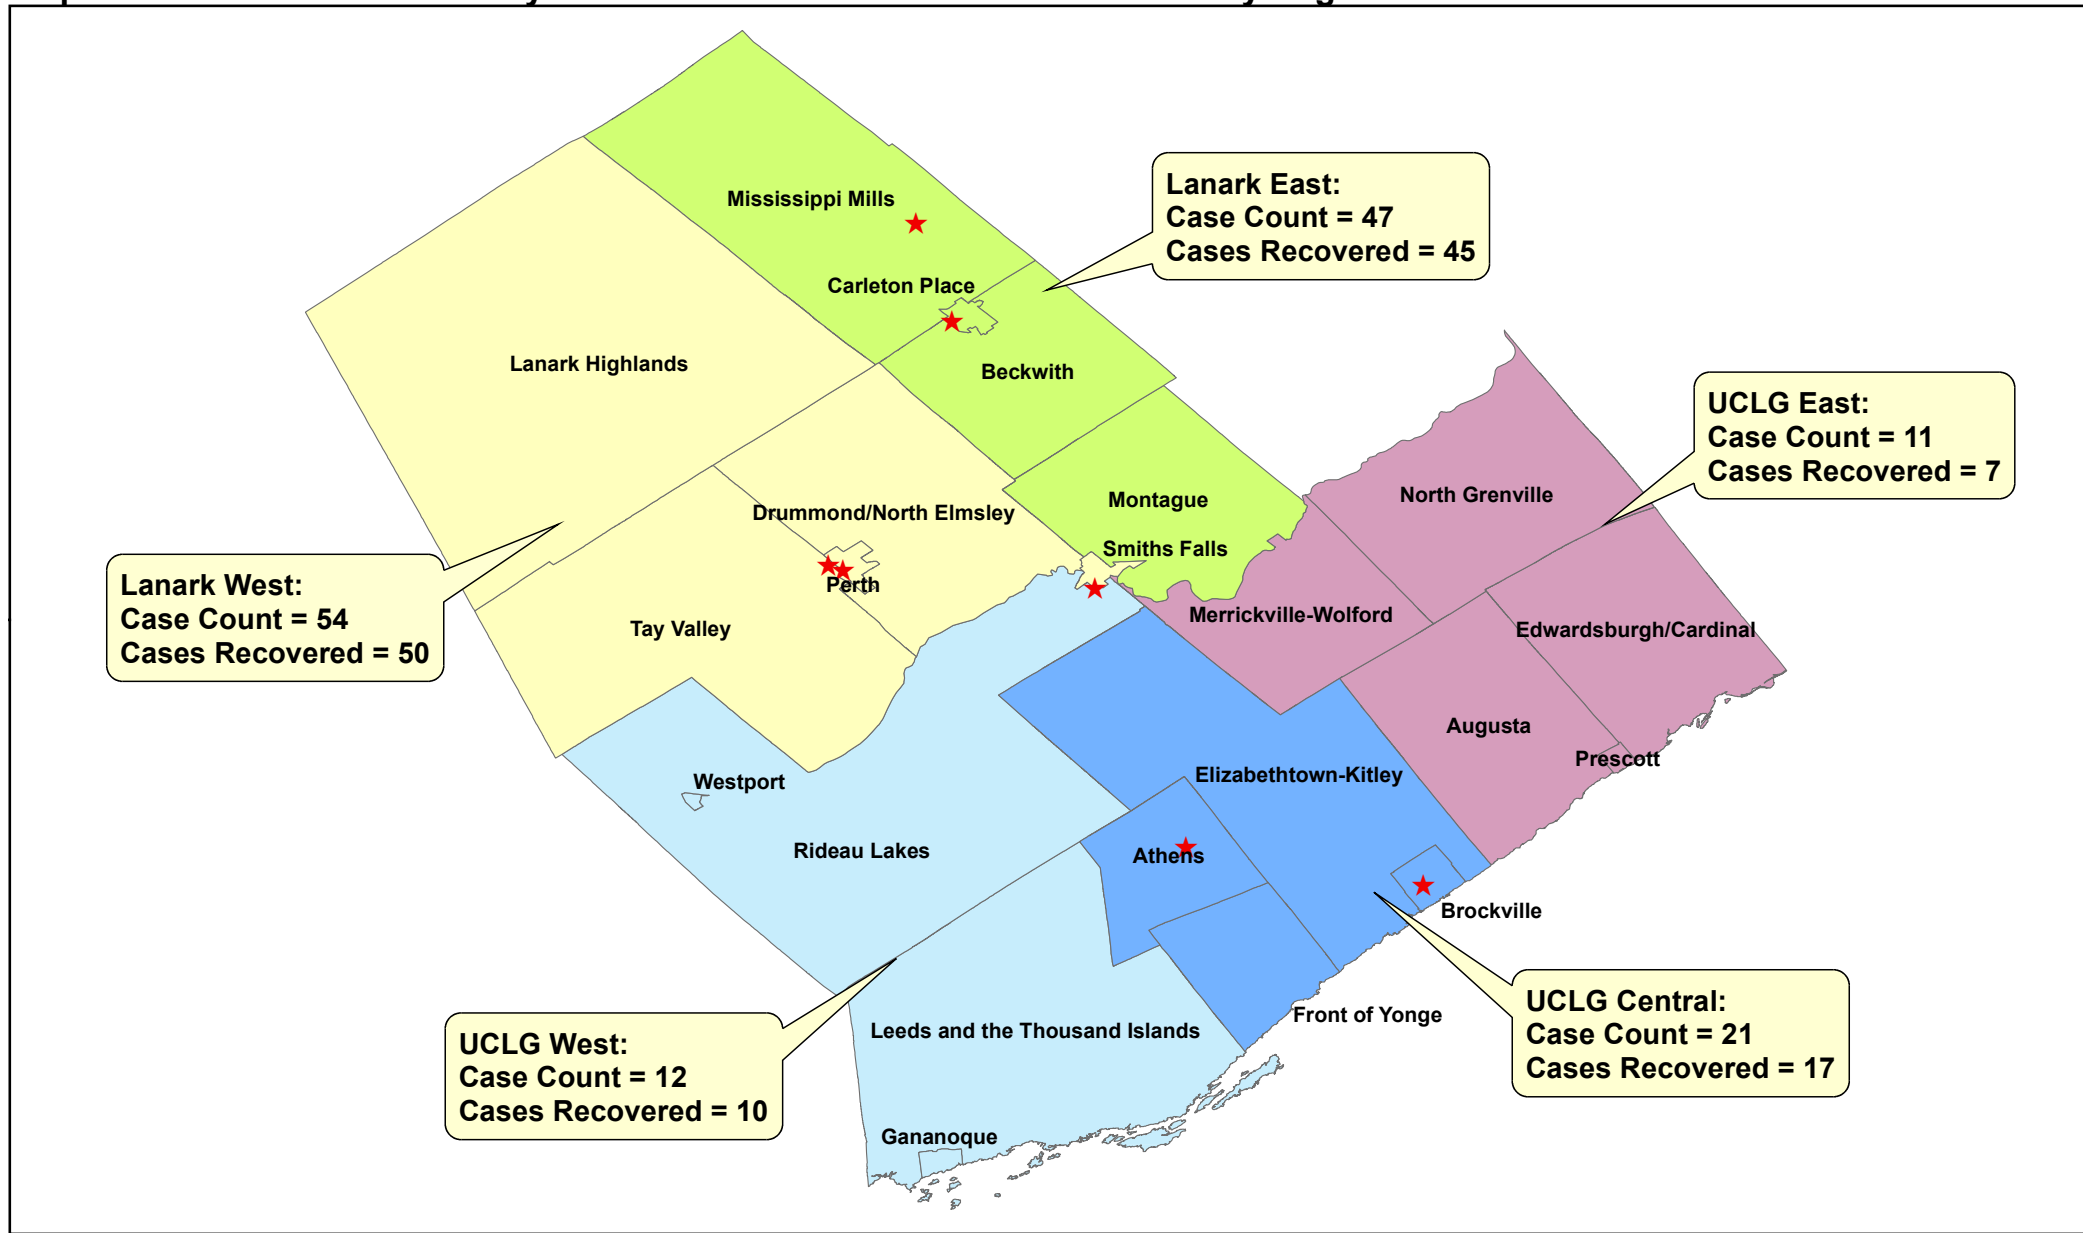 Mississippi Mills
Lanark East:
Case Count = 47
Cases Recovered = 45
Carleton Place
Lanark Highlands
Beckwith
UCLG East:
Case Count = 11
Cases Recovered = 7
North Grenville
Montague
Drummond/North Elmsley
Smiths Falls
Lanark West:
Case Count = 54
Cases Recovered = 50
Perth
Tay Valley
Merrickville-Wolford
Edwardsburgh/Cardinal
Augusta
Prescott
Westport
Elizabethtown-Kitley
Rideau Lakes
Athens
Brockville
UCLG Central:
Case Count = 21
Cases Recovered = 17
Front of Yonge
Leeds and the Thousand Islands
UCLG West:
Case Count = 12
Cases Recovered = 10
Gananoque